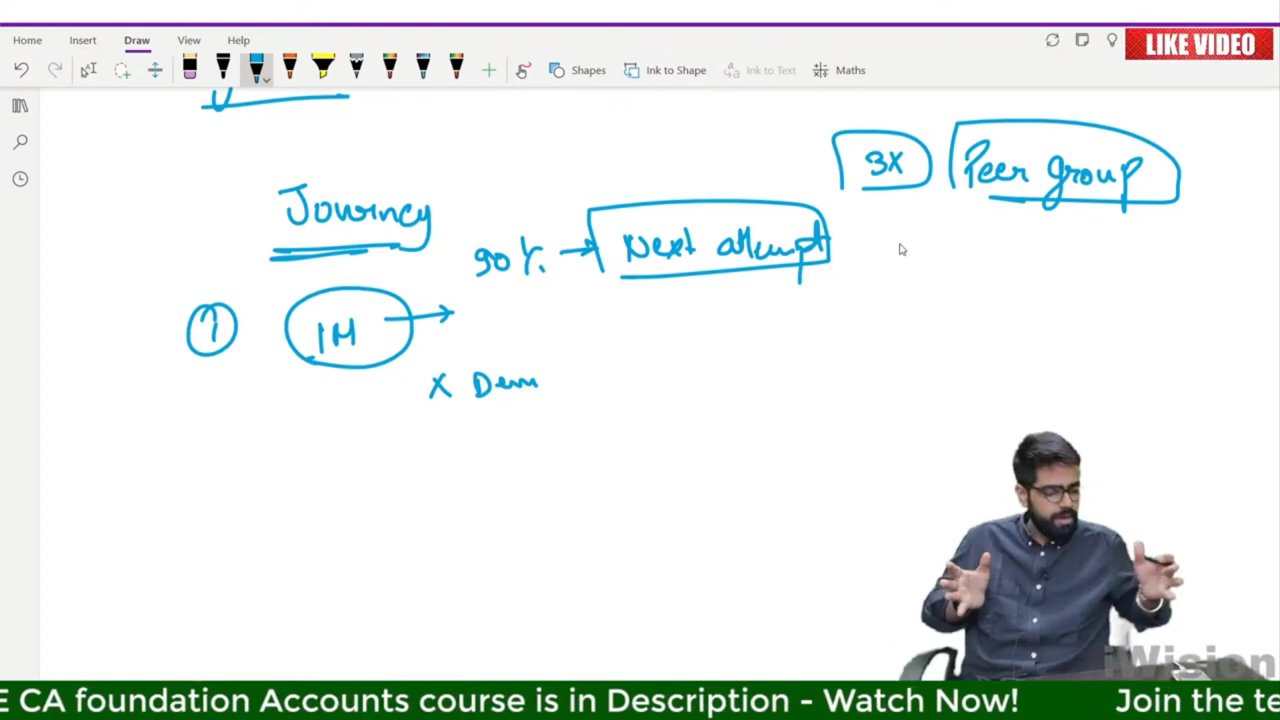 Home Insert Draw View Help
LIKE VIDEO
Shapes Ink to Shape Ink to Text Maths
3X Peer Group
Journey
90%. → Next attempt
1 1M →
X Dem
iVision
E CA foundation Accounts course is in Description - Watch Now! Join the te